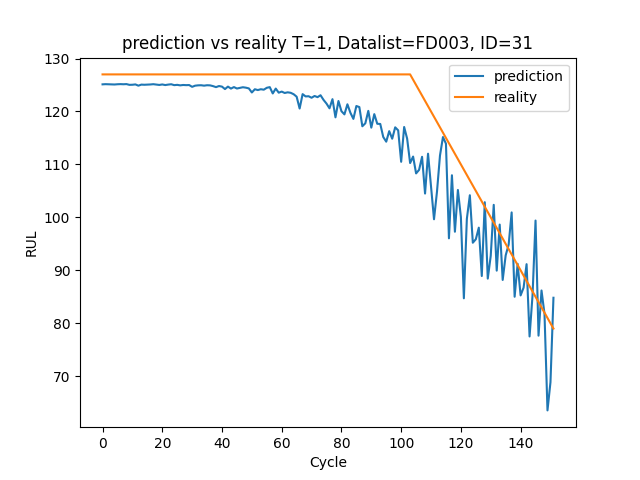 prediction vs reality T=1, Datalist=FD003, ID=31
prediction
reality
RUL
130
120
110
100
90
80
70
0 20 40 60 80 100 120 140
Cycle